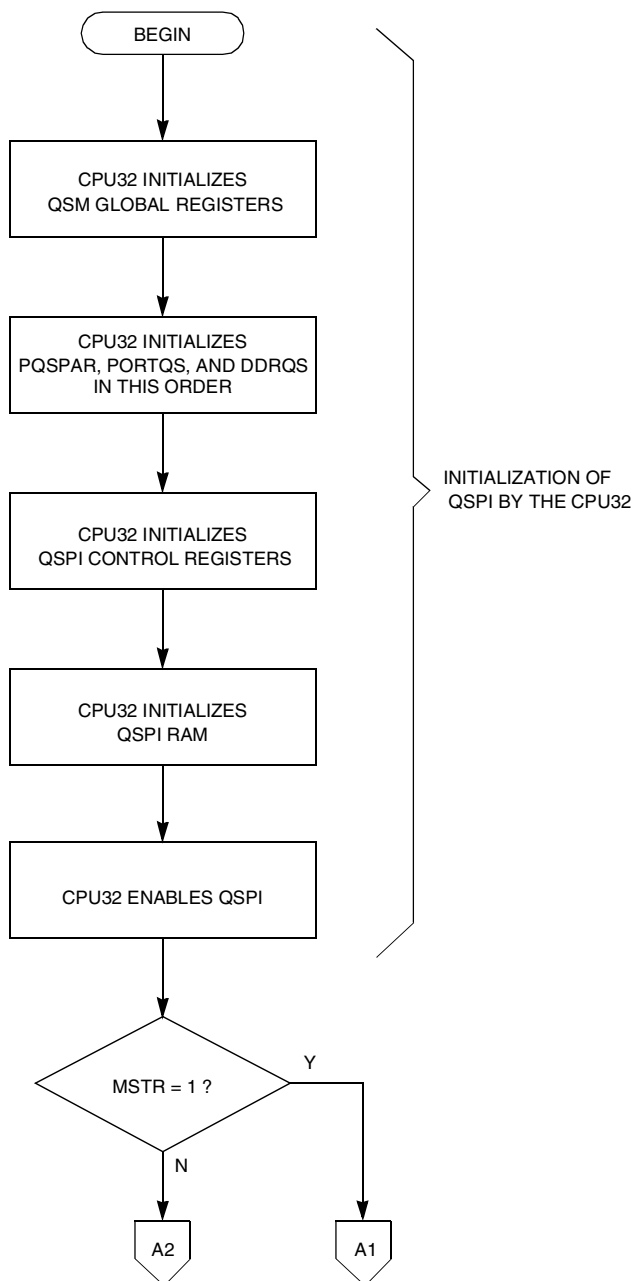 BEGIN
CPU32 INITIALIZES
QSM GLOBAL REGISTERS
CPU32 INITIALIZES
PQSPAR, PORTQS, AND DDRQS
IN THIS ORDER
INITIALIZATION OF
QSPI BY THE CPU32
CPU32 INITIALIZES
QSPI CONTROL REGISTERS
CPU32 INITIALIZES
QSPI RAM
CPU32 ENABLES QSPI
MSTR = 1 ?
Y
N
A2
A1